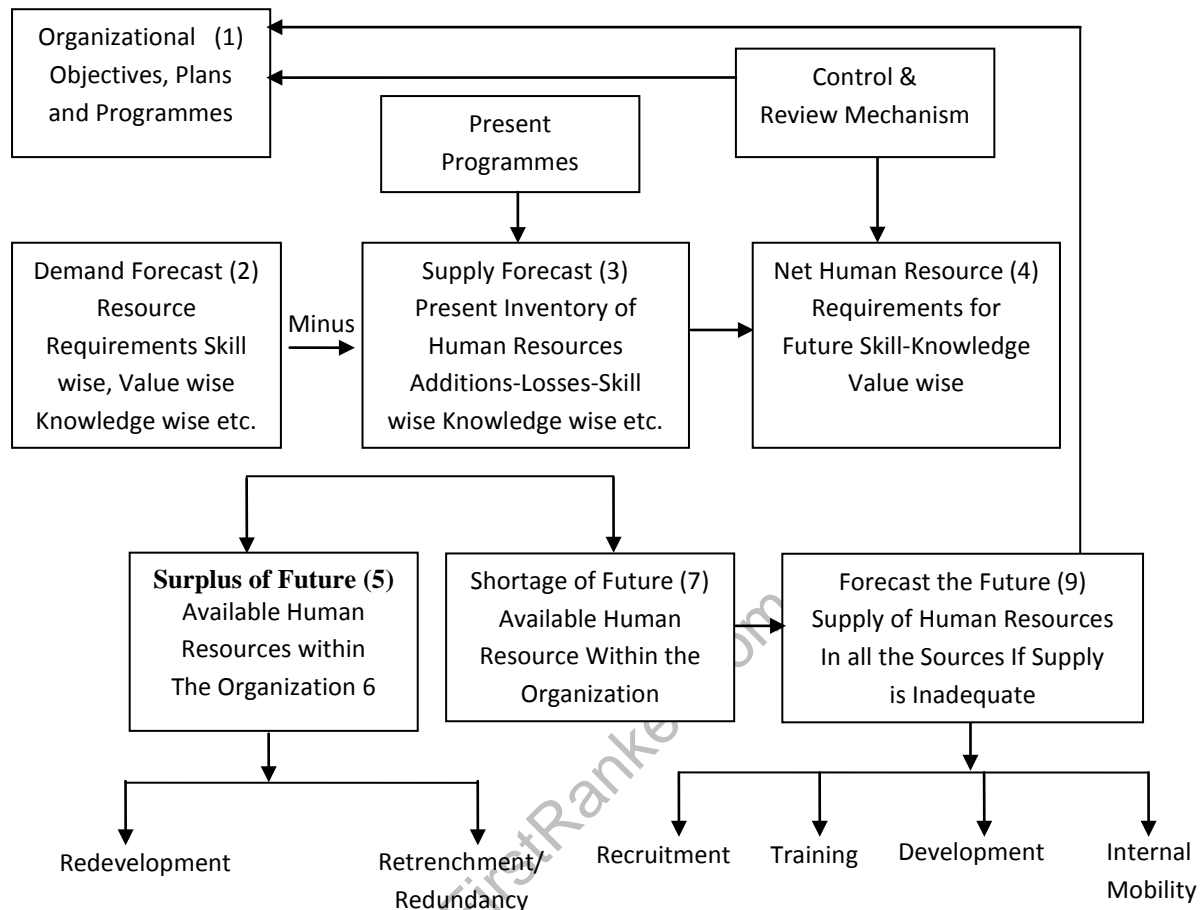 Organizational (1)
Objectives, Plans
and Programmes
Control &
Review Mechanism
Present
Programmes
Demand Forecast (2)
Resource
Requirements Skill
wise, Value wise
Knowledge wise etc.
Minus
Supply Forecast (3)
Present Inventory of
Human Resources
Additions-Losses-Skill
wise Knowledge wise etc.
Net Human Resource (4)
Requirements for
Future Skill-Knowledge
Value wise
Surplus of Future (5)
Available Human
Resources within
The Organization 6
Shortage of Future (7)
Available Human
Resource Within the
Organization
Forecast the Future (9)
Supply of Human Resources
In all the Sources If Supply
is Inadequate
Redevelopment
Retrenchment/
Redundancy
Recruitment
Training
Development
Internal
Mobility